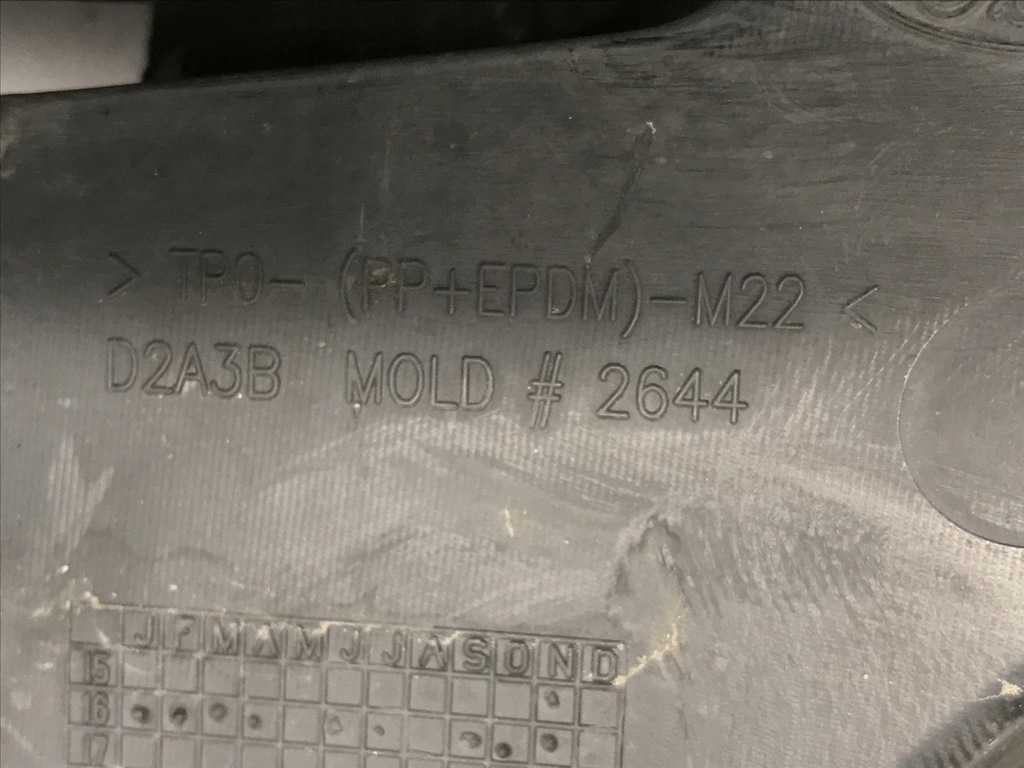 > TPO- (PP+EPDM)-M22 <
D2A3B MOLD # 2644
J F M A M J J A S O N D
15
16
17